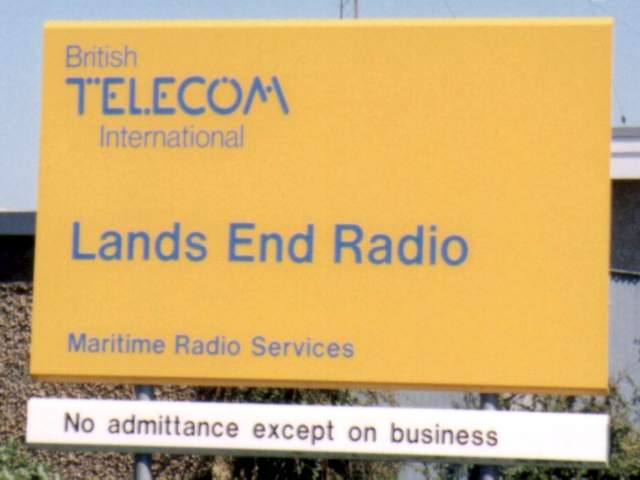 British
TELECOM
International
Lands End Radio
Maritime Radio Services
No admittance except on business